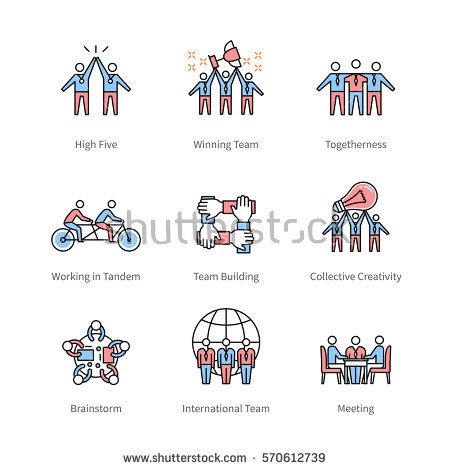 High Five
Winning Team
Togetherness
shutterstock
Working in Tandem
Team Building
Collective Creativity
Brainstorm
International Team
Meeting
www.shutterstock.com · 570612739